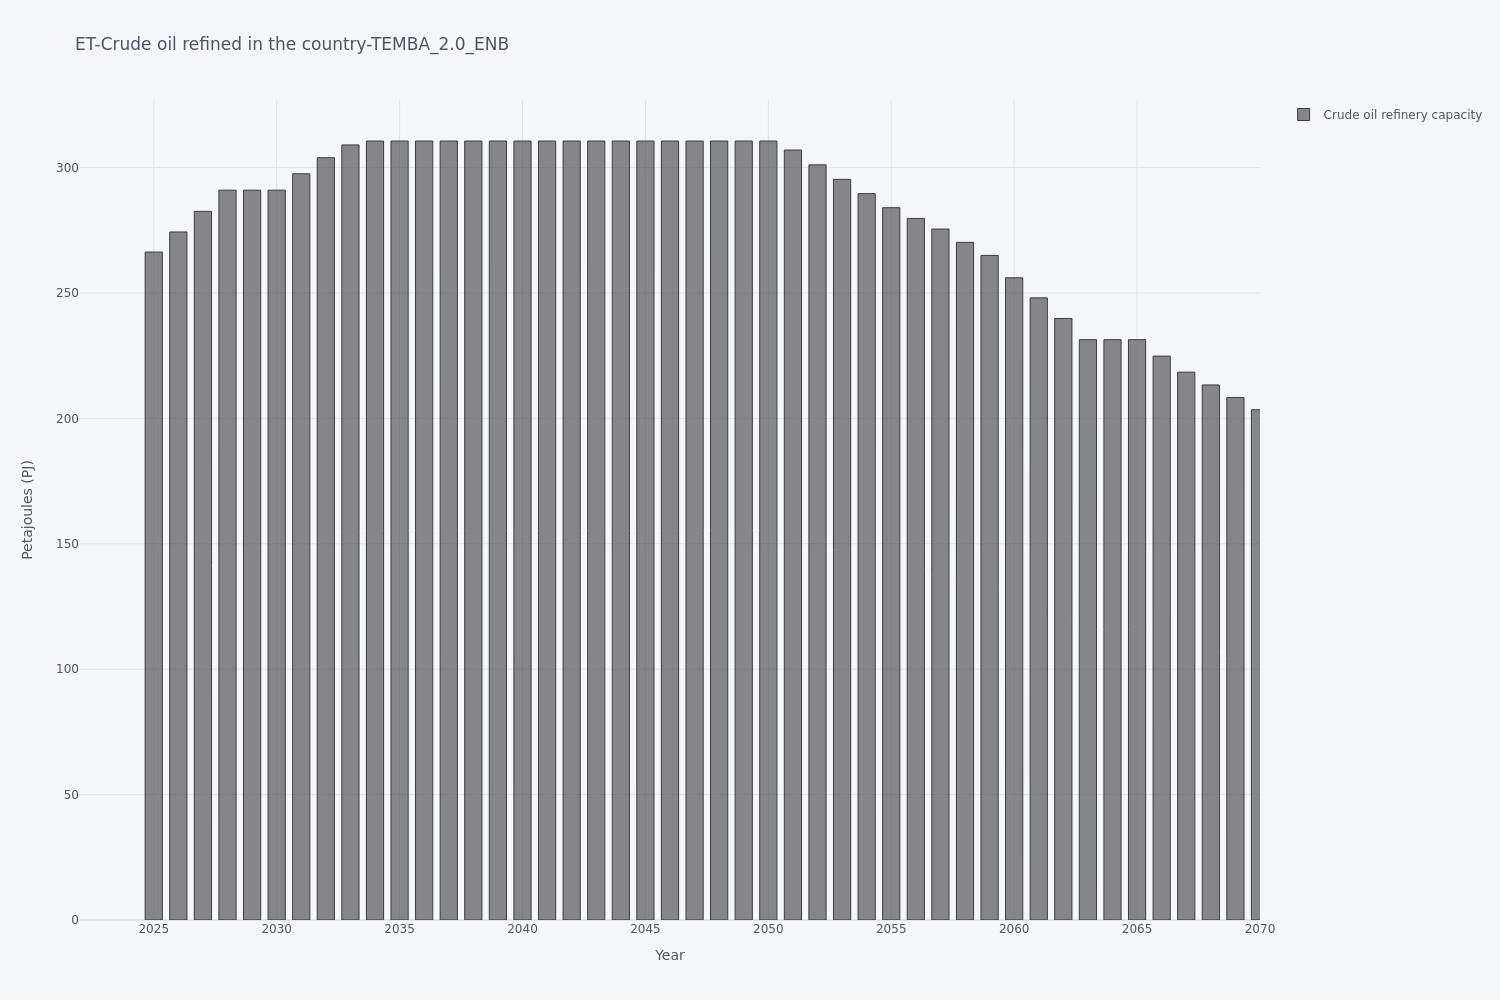 ET-Crude oil refined in the country-TEMBA_2.0_ENB
Crude oil refinery capacity
300
250
200
150
100
50
0
Petajoules (PJ)
2025 2030 2035 2040 2045 2050 2055 2060 2065 2070
Year